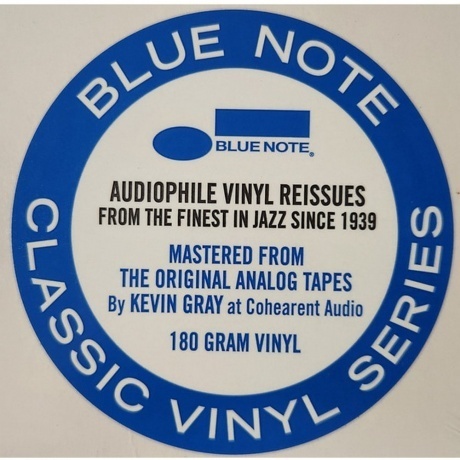 BLUE NOTE
BLUE NOTE®
AUDIOPHILE VINYL REISSUES
FROM THE FINEST IN JAZZ SINCE 1939
MASTERED FROM
THE ORIGINAL ANALOG TAPES
By KEVIN GRAY at Cohearent Audio
180 GRAM VINYL
CLASSIC VINYL SERIES